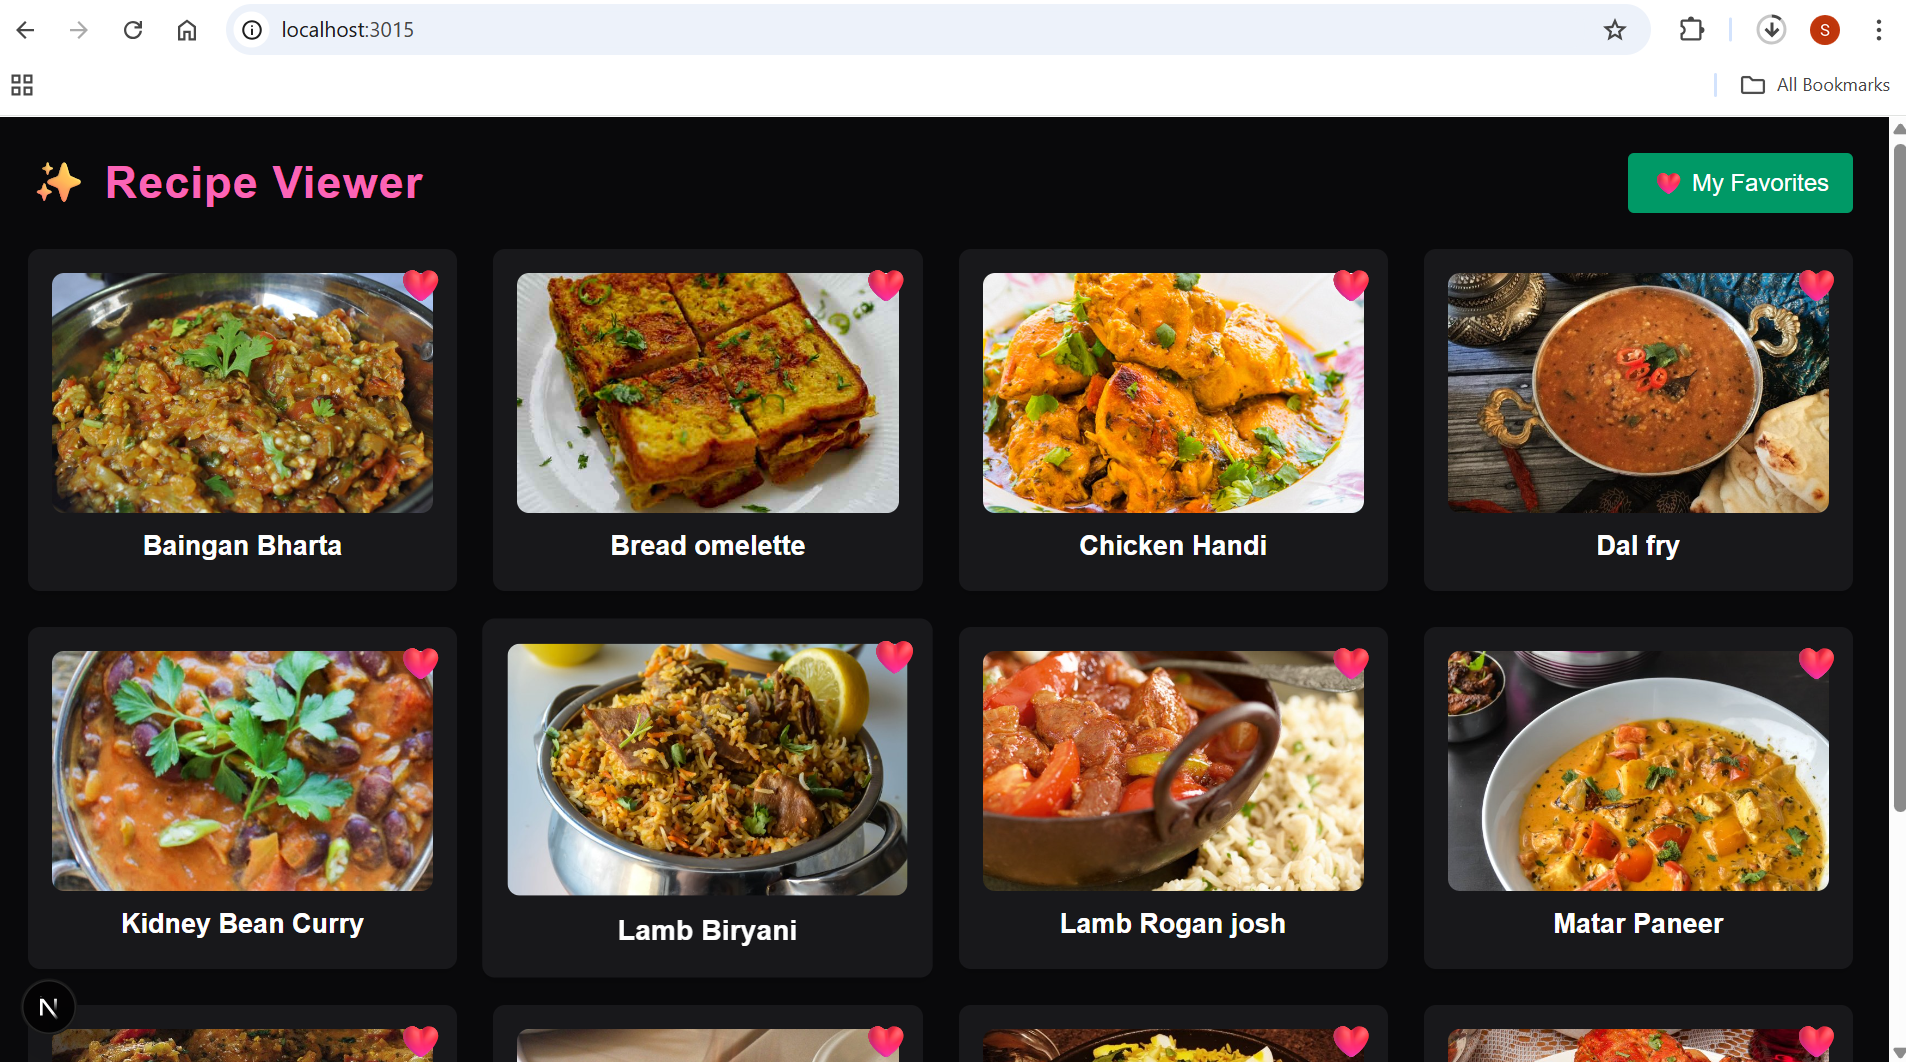 localhost:3015
S
All Bookmarks
Recipe Viewer
My Favorites
Baingan Bharta
Bread omelette
Chicken Handi
Dal fry
Kidney Bean Curry
Lamb Biryani
Lamb Rogan josh
Matar Paneer
N